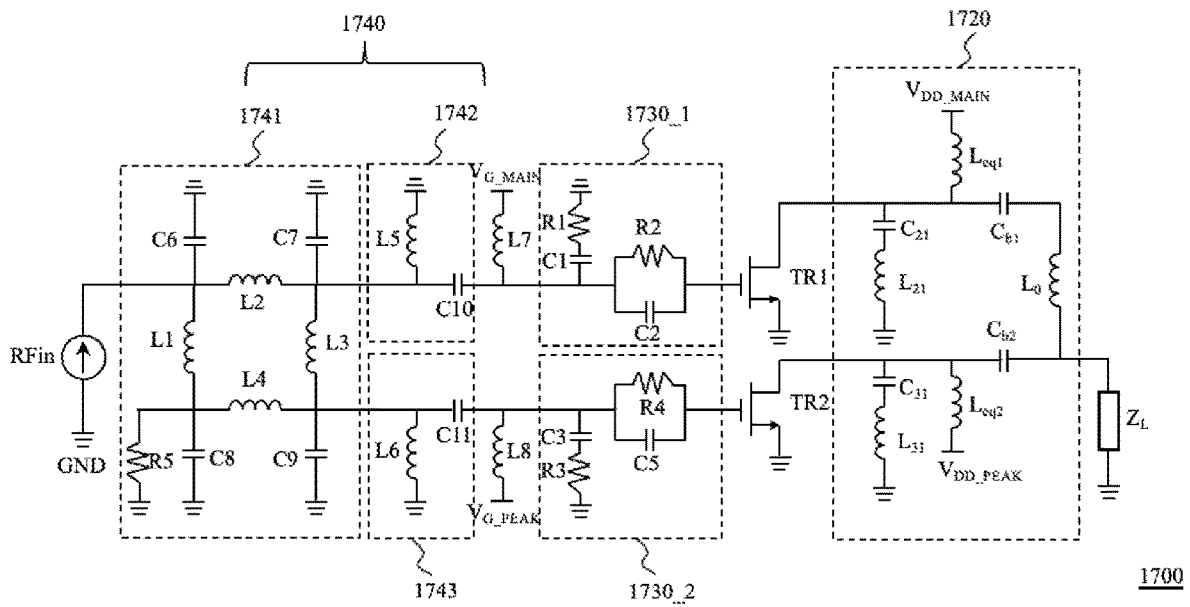 1740
1720
1741
1742
1730_1
V_DD_MAIN
V_G_MAIN
L_eq1
C6
C7
L5
L7
R1
C1
R2
C_21
C_b1
L2
C10
C2
TR1
L_21
L_0
RFin
L1
L3
L4
C_b2
R4
C11
C_31
L_eq2
TR2
GND
R5
C8
C9
L6
L8
C3
R3
C5
L_31
Z_L
V_DD_PEAK
V_G_PEAK
1743
1730_2
1700